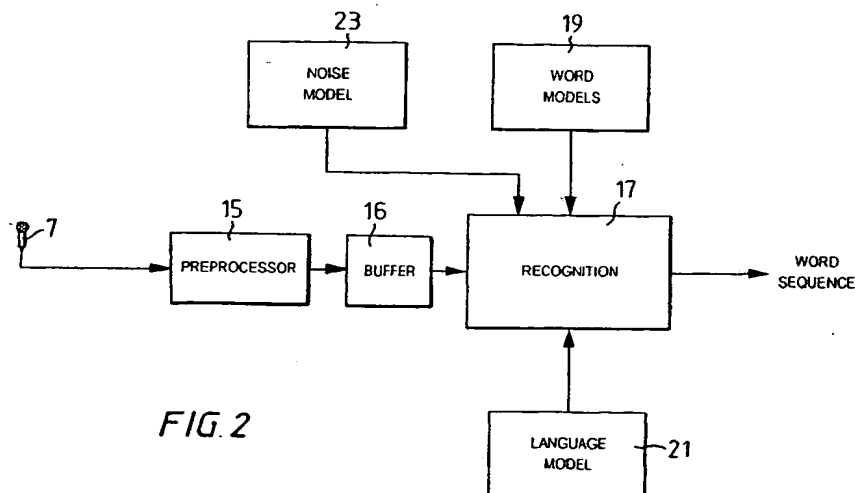 23
NOISE
MODEL
19
WORD
MODELS
7
15
PREPROCESSOR
16
BUFFER
17
RECOGNITION
WORD
SEQUENCE
FIG. 2
LANGUAGE
MODEL
21